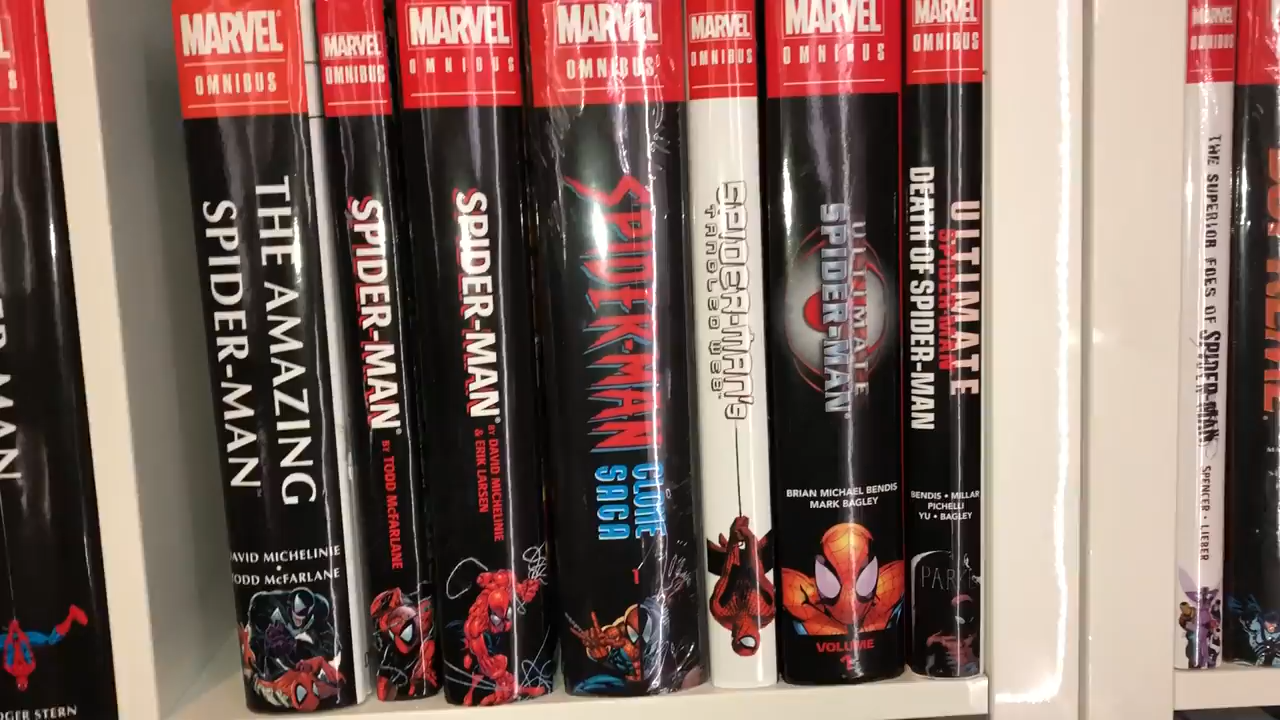 MARVEL
OMNIBUS
THE AMAZING
SPIDER-MAN
DAVID MICHELINIE
TODD McFARLANE
MARVEL
OMNIBUS
SPIDER-MAN
BY TODD McFARLANE
MARVEL
OMNIBUS
SPIDER-MAN
BY DAVID MICHELINIE
& ERIK LARSEN
MARVEL
OMNIBUS
SPIDER-MAN
CLONE
SAGA
1
MARVEL
OMNIBUS
SPIDER-MAN's
TANGLED WEB
MARVEL
OMNIBUS
ULTIMATE
SPIDER-MAN
BRIAN MICHAEL BENDIS
MARK BAGLEY
VOLUME
1
MARVEL
OMNIBUS
ULTIMATE
SPIDER-MAN
DEATH OF SPIDER-MAN
BENDIS • MILLAR
PICHELLI
YU • BAGLEY
MARVEL
OMNIBUS
THE SUPERIOR FOES OF SPIDER-MAN
SPENCER • LIEBER
STERN